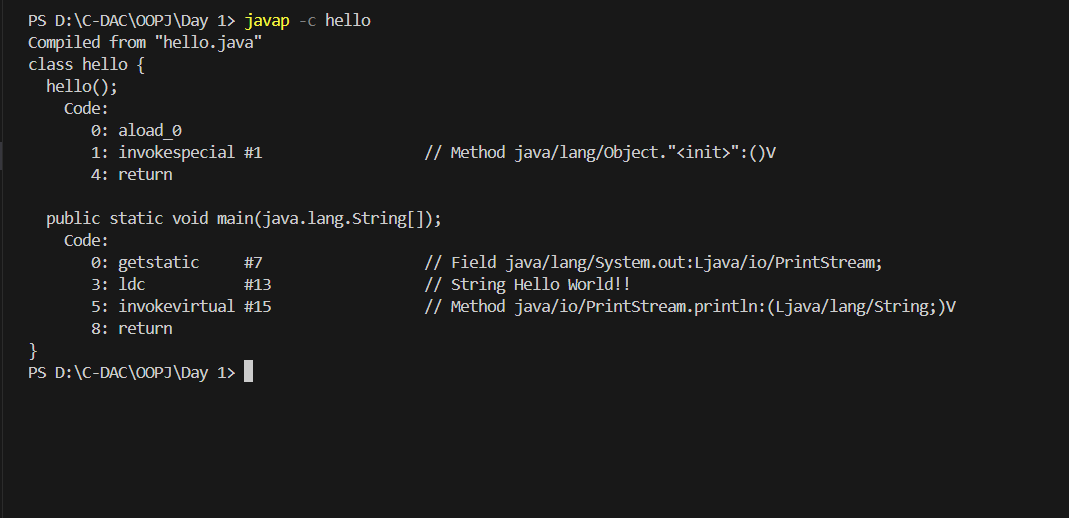 PS D:\C-DAC\OOPJ\Day 1> javap -c hello
Compiled from "hello.java"
class hello {
  hello();
    Code:
       0: aload_0
       1: invokespecial #1                  // Method java/lang/Object."<init>":()V
       4: return

  public static void main(java.lang.String[]);
    Code:
       0: getstatic     #7                  // Field java/lang/System.out:Ljava/io/PrintStream;
       3: ldc           #13                 // String Hello World!!
       5: invokevirtual #15                 // Method java/io/PrintStream.println:(Ljava/lang/String;)V
       8: return
}
PS D:\C-DAC\OOPJ\Day 1>